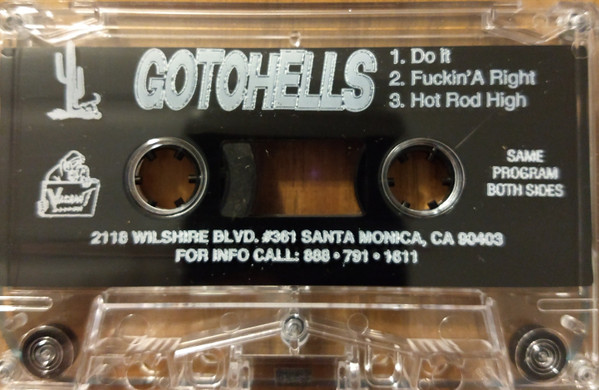 GOTOHELLS
1. Do It
2. Fuckin'A Right
3. Hot Rod High
VAGRANT
SAME
PROGRAM
BOTH SIDES
2118 WILSHIRE BLVD. #361 SANTA MONICA, CA 90403
FOR INFO CALL: 888 • 791 • 1611